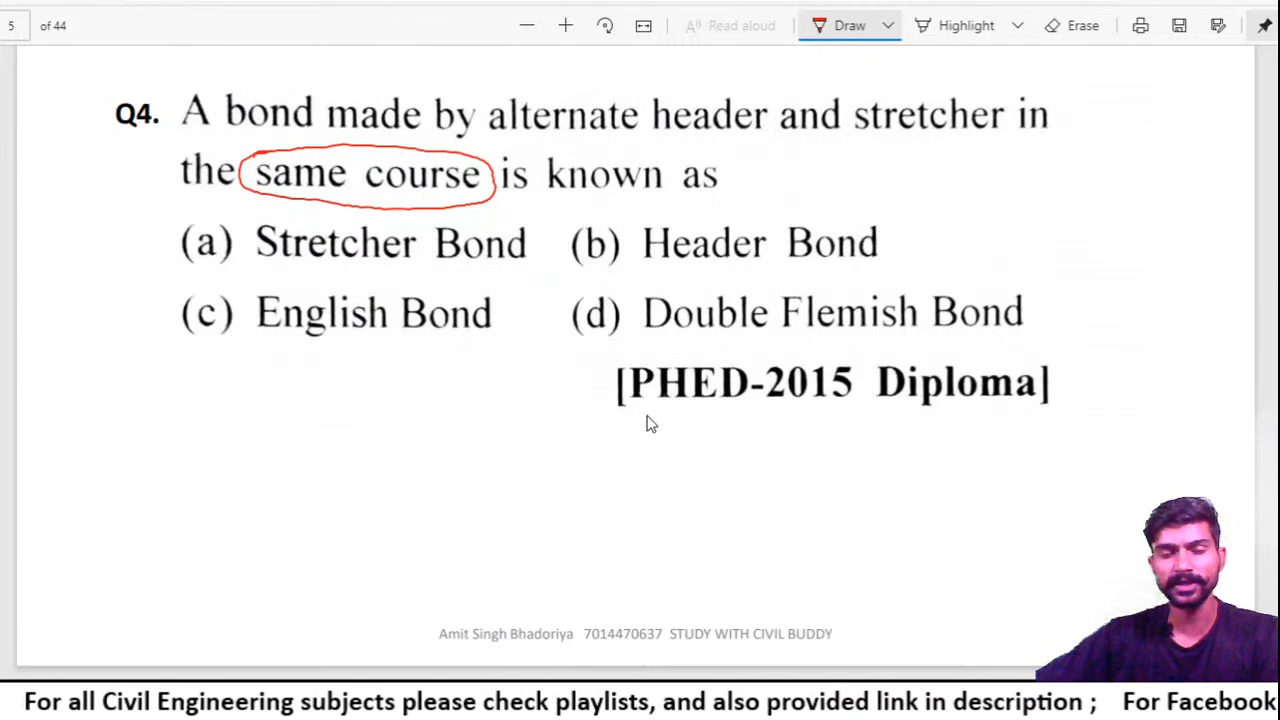 5 of 44 Read aloud Draw Highlight Erase
Q4. A bond made by alternate header and stretcher in
the same course is known as
(a) Stretcher Bond (b) Header Bond
(c) English Bond (d) Double Flemish Bond
[PHED-2015 Diploma]
Amit Singh Bhadoriya 7014470637 STUDY WITH CIVIL BUDDY
For all Civil Engineering subjects please check playlists, and also provided link in description ; For Facebook